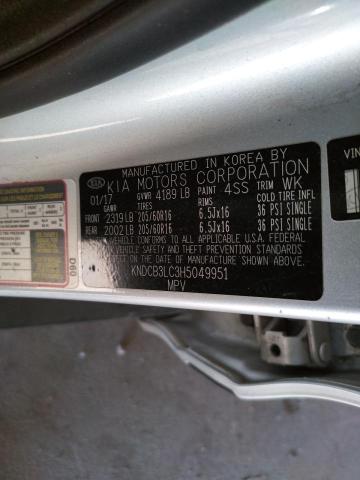 MANUFACTURED IN KOREA BY
KIA KIA MOTORS CORPORATION
01/17 GVWR 4189 LB PAINT 4SS TRIM WK
GAWR TIRES RIMS COLD TIRE INFL
FRONT 2319 LB 205/60R16 6.5Jx16 36 PSI SINGLE
REAR 2002 LB 205/60R16 6.5Jx16 36 PSI SINGLE
THIS VEHICLE CONFORMS TO ALL APPLICABLE U.S.A. FEDERAL
MOTOR VEHICLE SAFETY AND THEFT PREVENTION STANDARDS IN
EFFECT ON THE DATE OF MANUFACTURE SHOWN ABOVE.
KNDCB3LC3H5049951
MPV
VIN
060